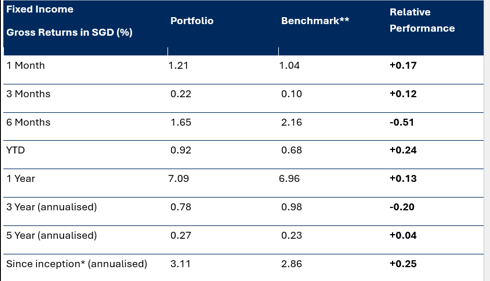 Fixed Income
Gross Returns in SGD (%) Portfolio Benchmark** Relative Performance
1 Month 1.21 1.04 +0.17
3 Months 0.22 0.10 +0.12
6 Months 1.65 2.16 -0.51
YTD 0.92 0.68 +0.24
1 Year 7.09 6.96 +0.13
3 Year (annualised) 0.78 0.98 -0.20
5 Year (annualised) 0.27 0.23 +0.04
Since inception* (annualised) 3.11 2.86 +0.25